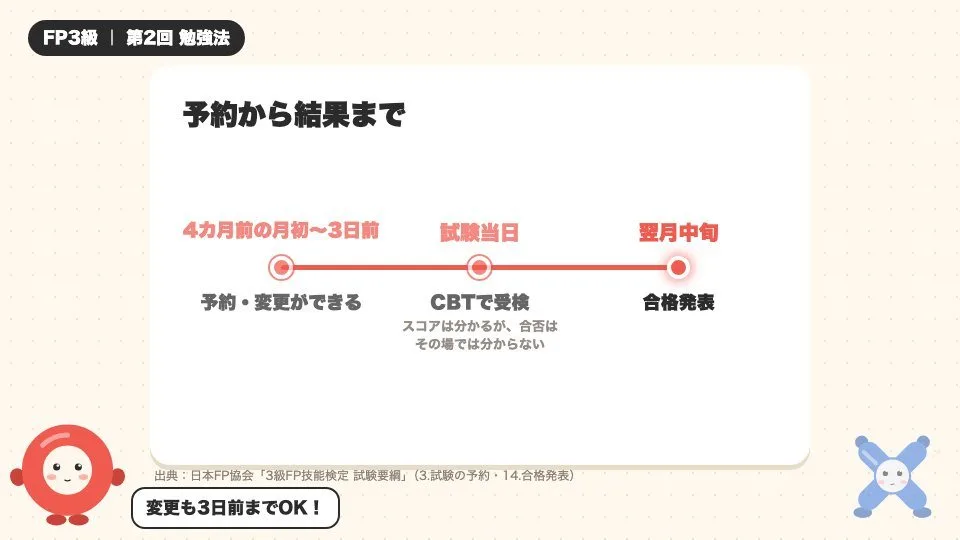 FP3級 | 第2回 勉強法
予約から結果まで
4カ月前の月初〜3日前
試験当日
翌月中旬
予約・変更ができる
CBTで受検
合格発表
スコアは分かるが、合否は
その場では分からない
出典：日本FP協会「3級FP技能検定 試験要綱」（3.試験の予約・14.合格発表）
変更も3日前までOK！